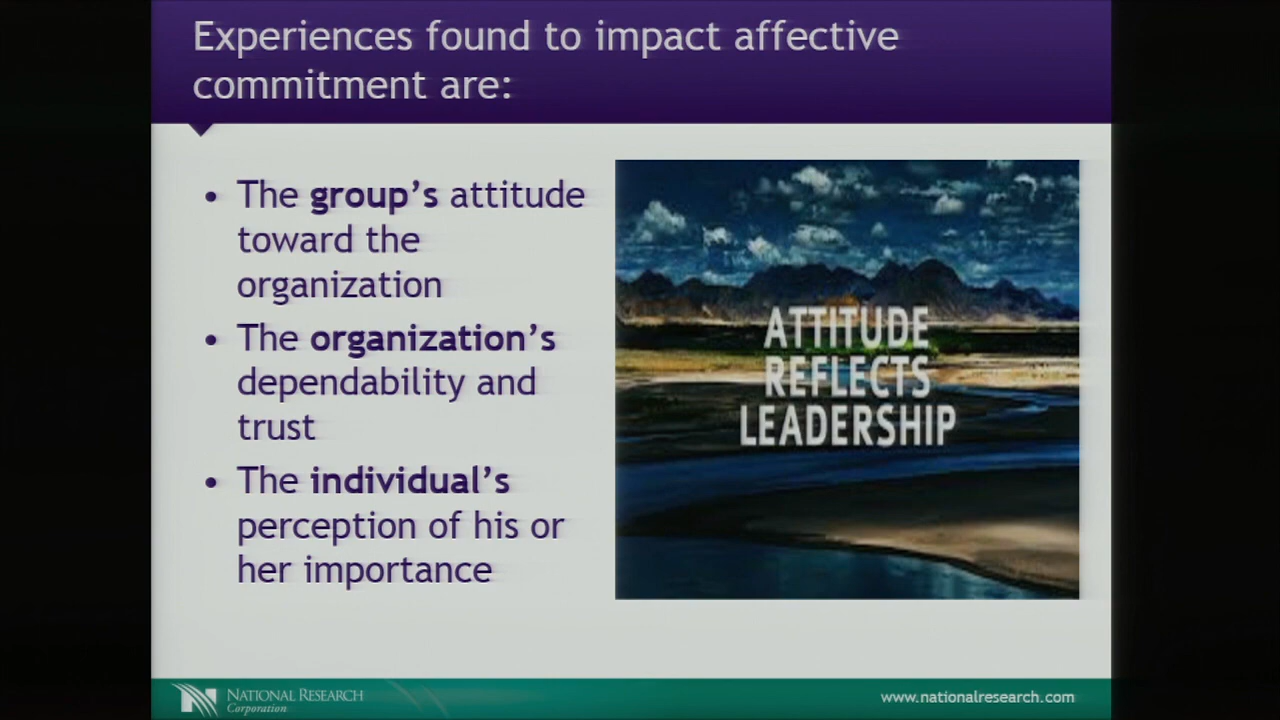 Experiences found to impact affective
commitment are:
• The group's attitude
toward the
organization
• The organization's
dependability and
trust
• The individual's
perception of his or
her importance
ATTITUDE
REFLECTS
LEADERSHIP
NATIONAL RESEARCH
Corporation
www.nationalresearch.com